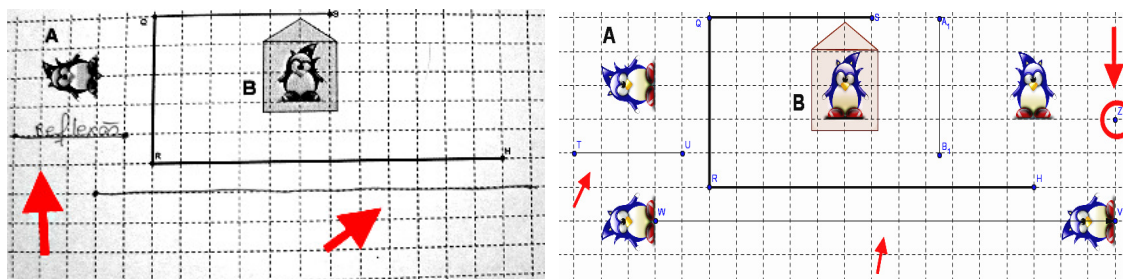 Q S
A
B
Reflexão
R H
Q S A₁
A
B
Z
T U B₁
R H
W V